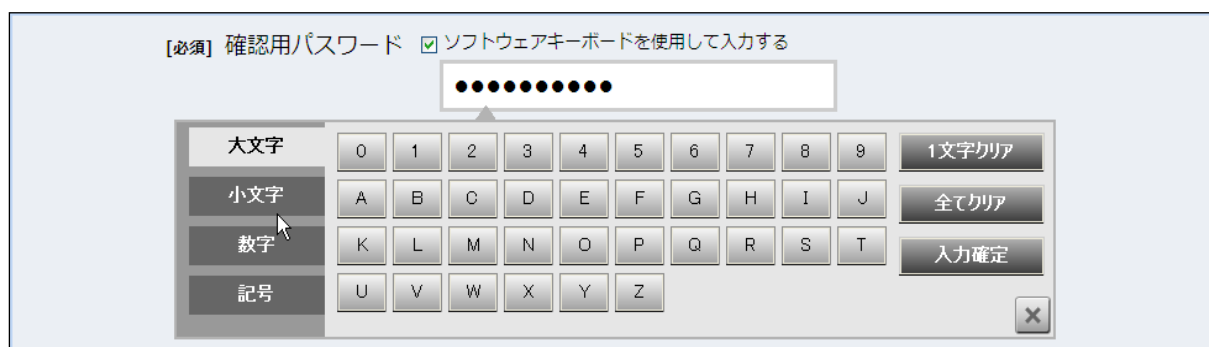 [必須] 確認用パスワード ソフトウェアキーボードを使用して入力する
●●●●●●●●●●
大文字 0 1 2 3 4 5 6 7 8 9 1文字クリア
小文字 A B C D E F G H I J 全てクリア
数字 K L M N O P Q R S T 入力確定
記号 U V W X Y Z
×